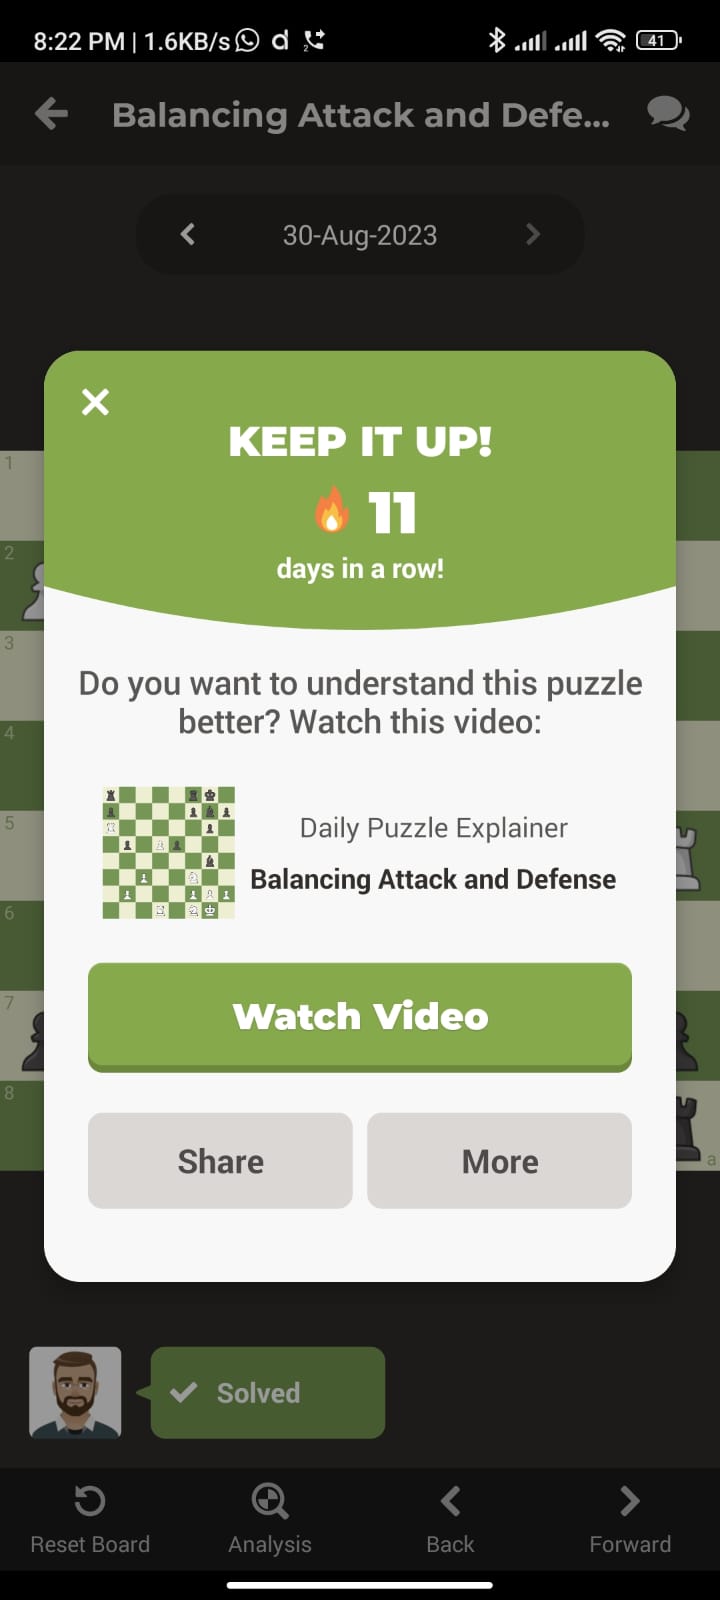 8:22 PM | 1.6KB/s
41
Balancing Attack and Defe...
30-Aug-2023
KEEP IT UP!
11
days in a row!
1
2
3
4
5
6
7
8
a
Do you want to understand this puzzle
better? Watch this video:
Daily Puzzle Explainer
Balancing Attack and Defense
Watch Video
Share
More
Solved
Reset Board
Analysis
Back
Forward